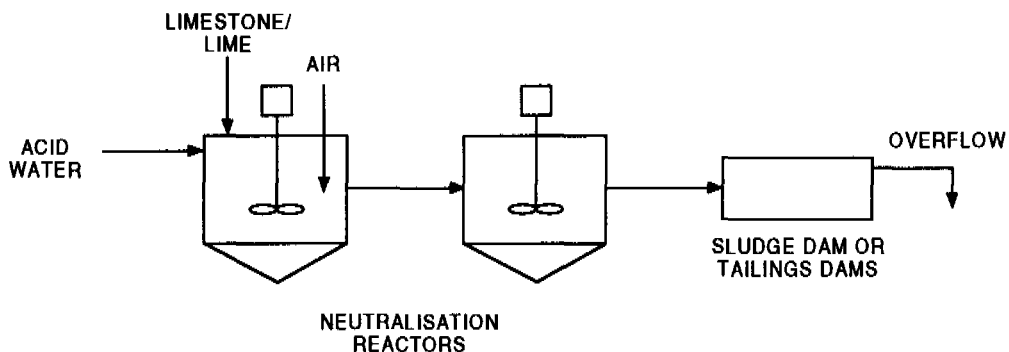 LIMESTONE/
LIME
AIR
ACID
WATER
OVERFLOW
SLUDGE DAM OR
TAILINGS DAMS
NEUTRALISATION
REACTORS